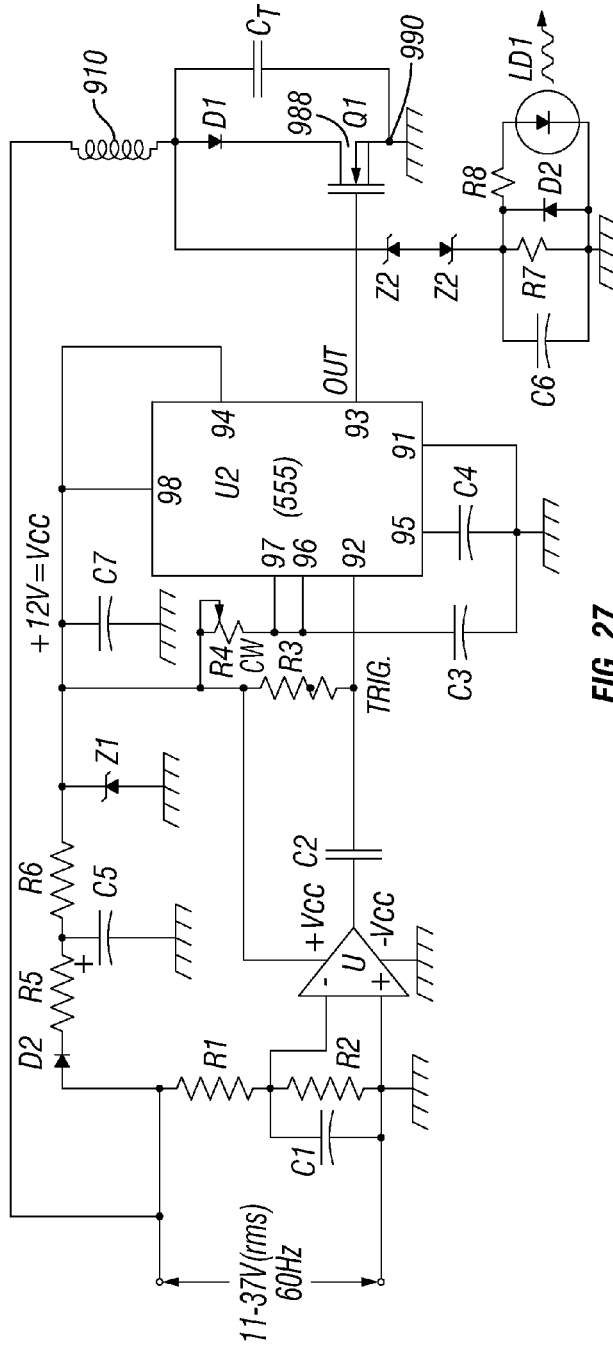 910
+12V=VCC
D2
R5
R6
+
C5
Z1
C7
D1
CT
988
Q1
990
98
94
U2
(555)
97
96
92
93
95
91
OUT
R4
CW
R3
TRIG.
C3
C4
11-37V(rms)
60Hz
R1
R2
C1
-
+
U
+Vcc
-Vcc
C2
Z2
Z2
C6
R7
D2
R8
LD1
FIG. 27